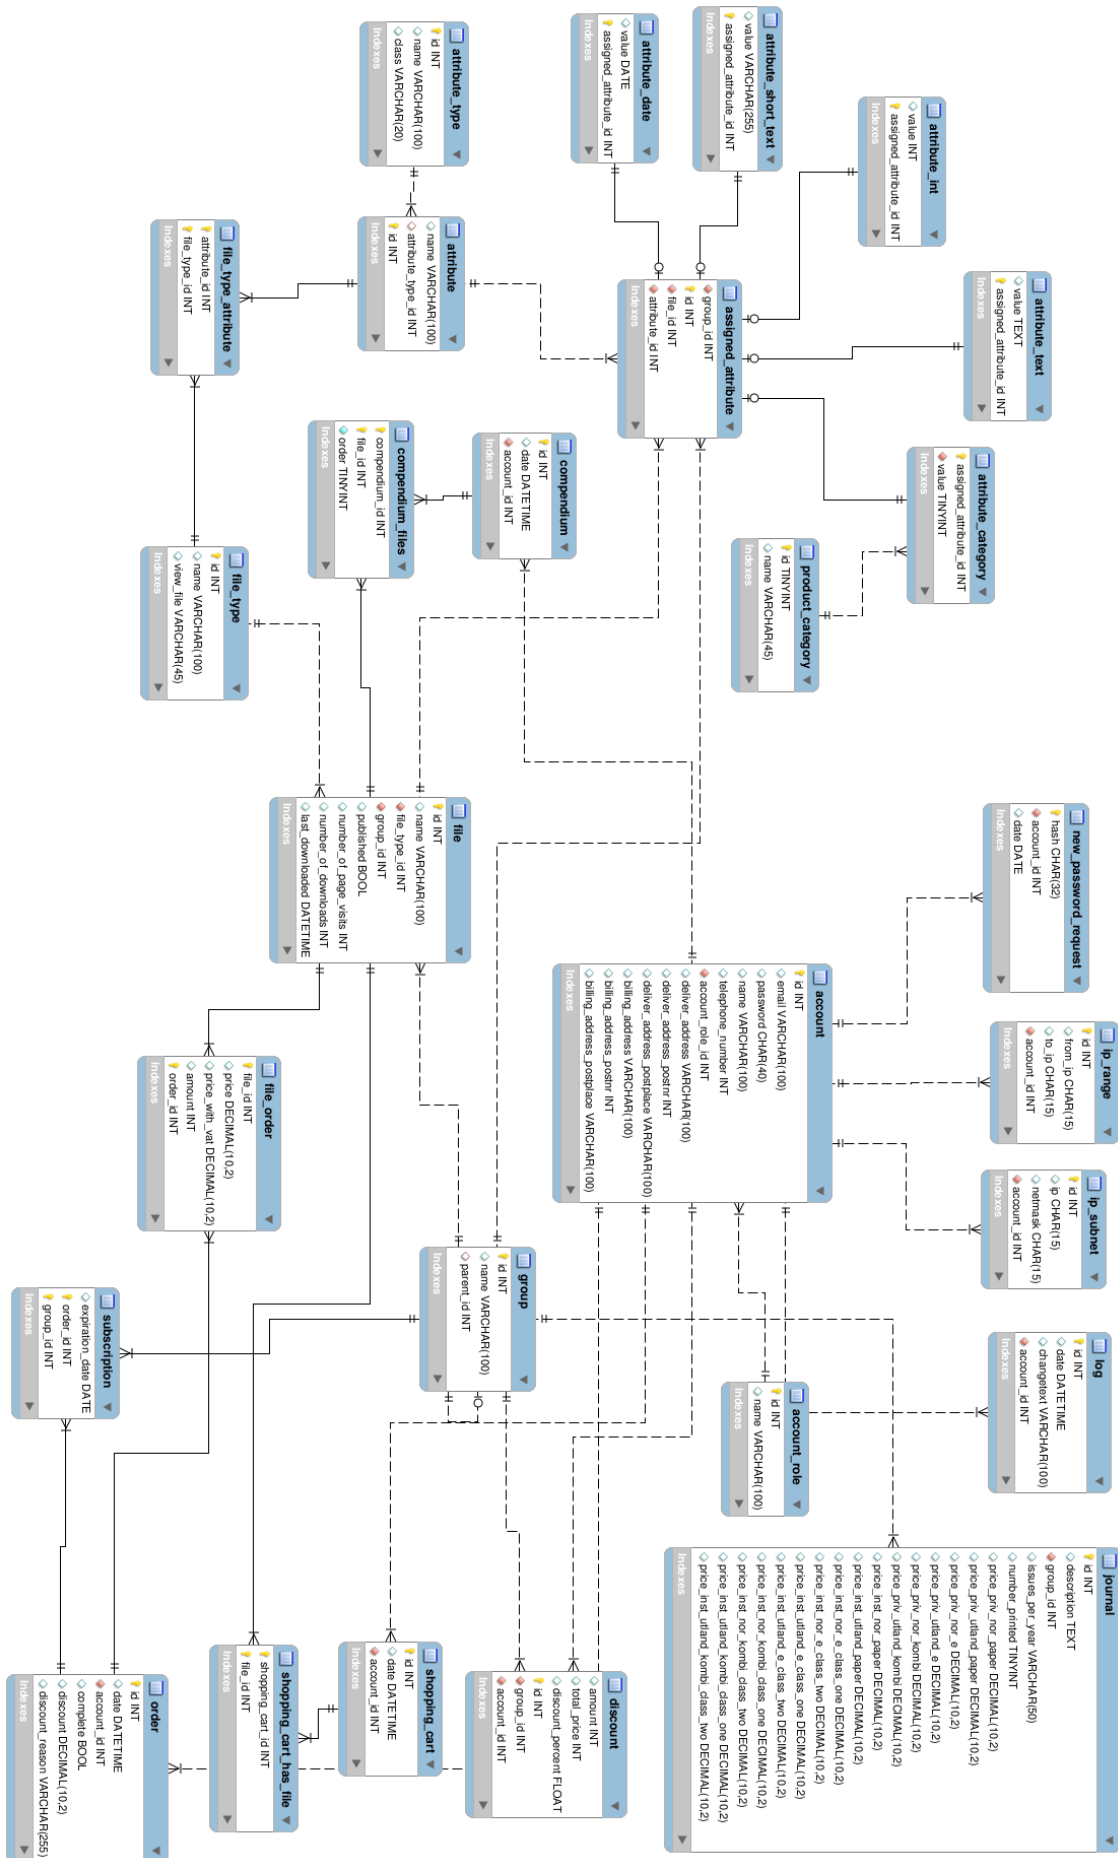 attribute_text
value TEXT
assigned_attribute_id INT
Indexes
new_password_request
hash CHAR(32)
account_id INT
date DATE
Indexes
ip_range
id INT
from_ip CHAR(15)
to_ip CHAR(15)
account_id INT
Indexes
ip_subnet
id INT
ip CHAR(15)
netmask CHAR(15)
account_id INT
Indexes
log
id INT
date DATETIME
changetext VARCHAR(100)
account_id INT
Indexes
journal
id INT
description TEXT
group_id INT
issues_per_year VARCHAR(50)
number_printed TINYINT
price_priv_nor_paper DECIMAL(10,2)
price_priv_utland_paper DECIMAL(10,2)
price_priv_nor_e DECIMAL(10,2)
price_priv_utland_e DECIMAL(10,2)
price_priv_nor_kombi DECIMAL(10,2)
price_priv_utland_kombi DECIMAL(10,2)
price_inst_nor_paper DECIMAL(10,2)
price_inst_utland_paper DECIMAL(10,2)
price_inst_nor_e_class_one DECIMAL(10,2)
price_inst_nor_e_class_two DECIMAL(10,2)
price_inst_utland_e_class_one DECIMAL(10,2)
price_inst_utland_e_class_two DECIMAL(10,2)
price_inst_nor_kombi_class_one DECIMAL(10,2)
price_inst_nor_kombi_class_two DECIMAL(10,2)
price_inst_utland_kombi_class_one DECIMAL(10,2)
price_inst_utland_kombi_class_two DECIMAL(10,2)
Indexes
attribute_int
value INT
assigned_attribute_id INT
Indexes
attribute_category
assigned_attribute_id INT
value TINYINT
Indexes
attribute_short_text
value VARCHAR(255)
assigned_attribute_id INT
Indexes
product_category
id TINYINT
name VARCHAR(45)
Indexes
account
id INT
email VARCHAR(100)
password CHAR(40)
name VARCHAR(100)
telephone_number INT
account_role_id INT
deliver_address VARCHAR(100)
deliver_address_postnr INT
deliver_address_postplace VARCHAR(100)
billing_address VARCHAR(100)
billing_address_postnr INT
billing_address_postplace VARCHAR(100)
Indexes
account_role
id INT
name VARCHAR(100)
Indexes
attribute_date
value DATE
assigned_attribute_id INT
Indexes
assigned_attribute
group_id INT
id INT
file_id INT
attribute_id INT
Indexes
attribute_type
id INT
name VARCHAR(100)
class VARCHAR(20)
Indexes
attribute
name VARCHAR(100)
attribute_type_id INT
id INT
Indexes
compendium
id INT
date DATETIME
account_id INT
Indexes
group
id INT
name VARCHAR(100)
parent_id INT
Indexes
discount
amount INT
total_price INT
discount_percent FLOAT
id INT
group_id INT
account_id INT
Indexes
compendium_files
compendium_id INT
file_id INT
order TINYINT
Indexes
file
id INT
name VARCHAR(100)
file_type_id INT
group_id INT
published BOOL
number_of_page_visits INT
number_of_downloads INT
last_downloaded DATETIME
Indexes
shopping_cart
id INT
date DATETIME
account_id INT
Indexes
file_type_attribute
attribute_id INT
file_type_id INT
Indexes
file_type
id INT
name VARCHAR(100)
view_file VARCHAR(45)
Indexes
file_order
file_id INT
price DECIMAL(10,2)
price_with_vat DECIMAL(10,2)
amount INT
order_id INT
Indexes
shopping_cart_has_file
shopping_cart_id INT
file_id INT
Indexes
subscription
expiration_date DATE
order_id INT
group_id INT
Indexes
order
id INT
date DATETIME
account_id INT
complete BOOL
discount DECIMAL(10,2)
discount_reason VARCHAR(255)
Indexes